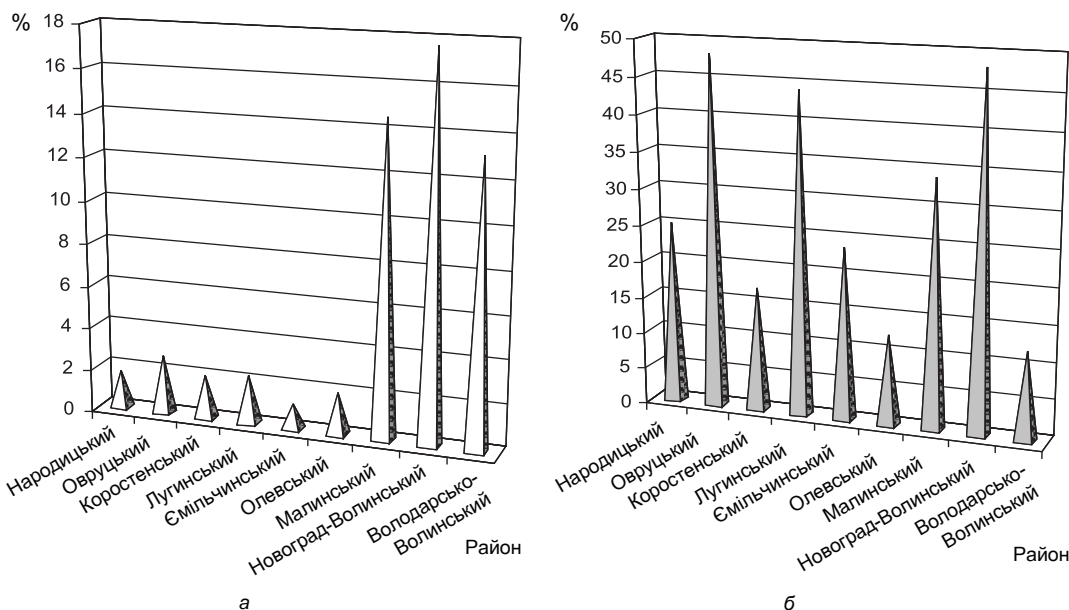 %
18
16
14
12
10
8
6
4
2
0
Народицький
Овруцький
Коростенський
Лугинський
Ємільчинський
Олевський
Малинський
Новоград-Волинський
Володарсько-
Волинський
Район
а
%
50
45
40
35
30
25
20
15
10
5
0
Народицький
Овруцький
Коростенський
Лугинський
Ємільчинський
Олевський
Малинський
Новоград-Волинський
Володарсько-
Волинський
Район
б